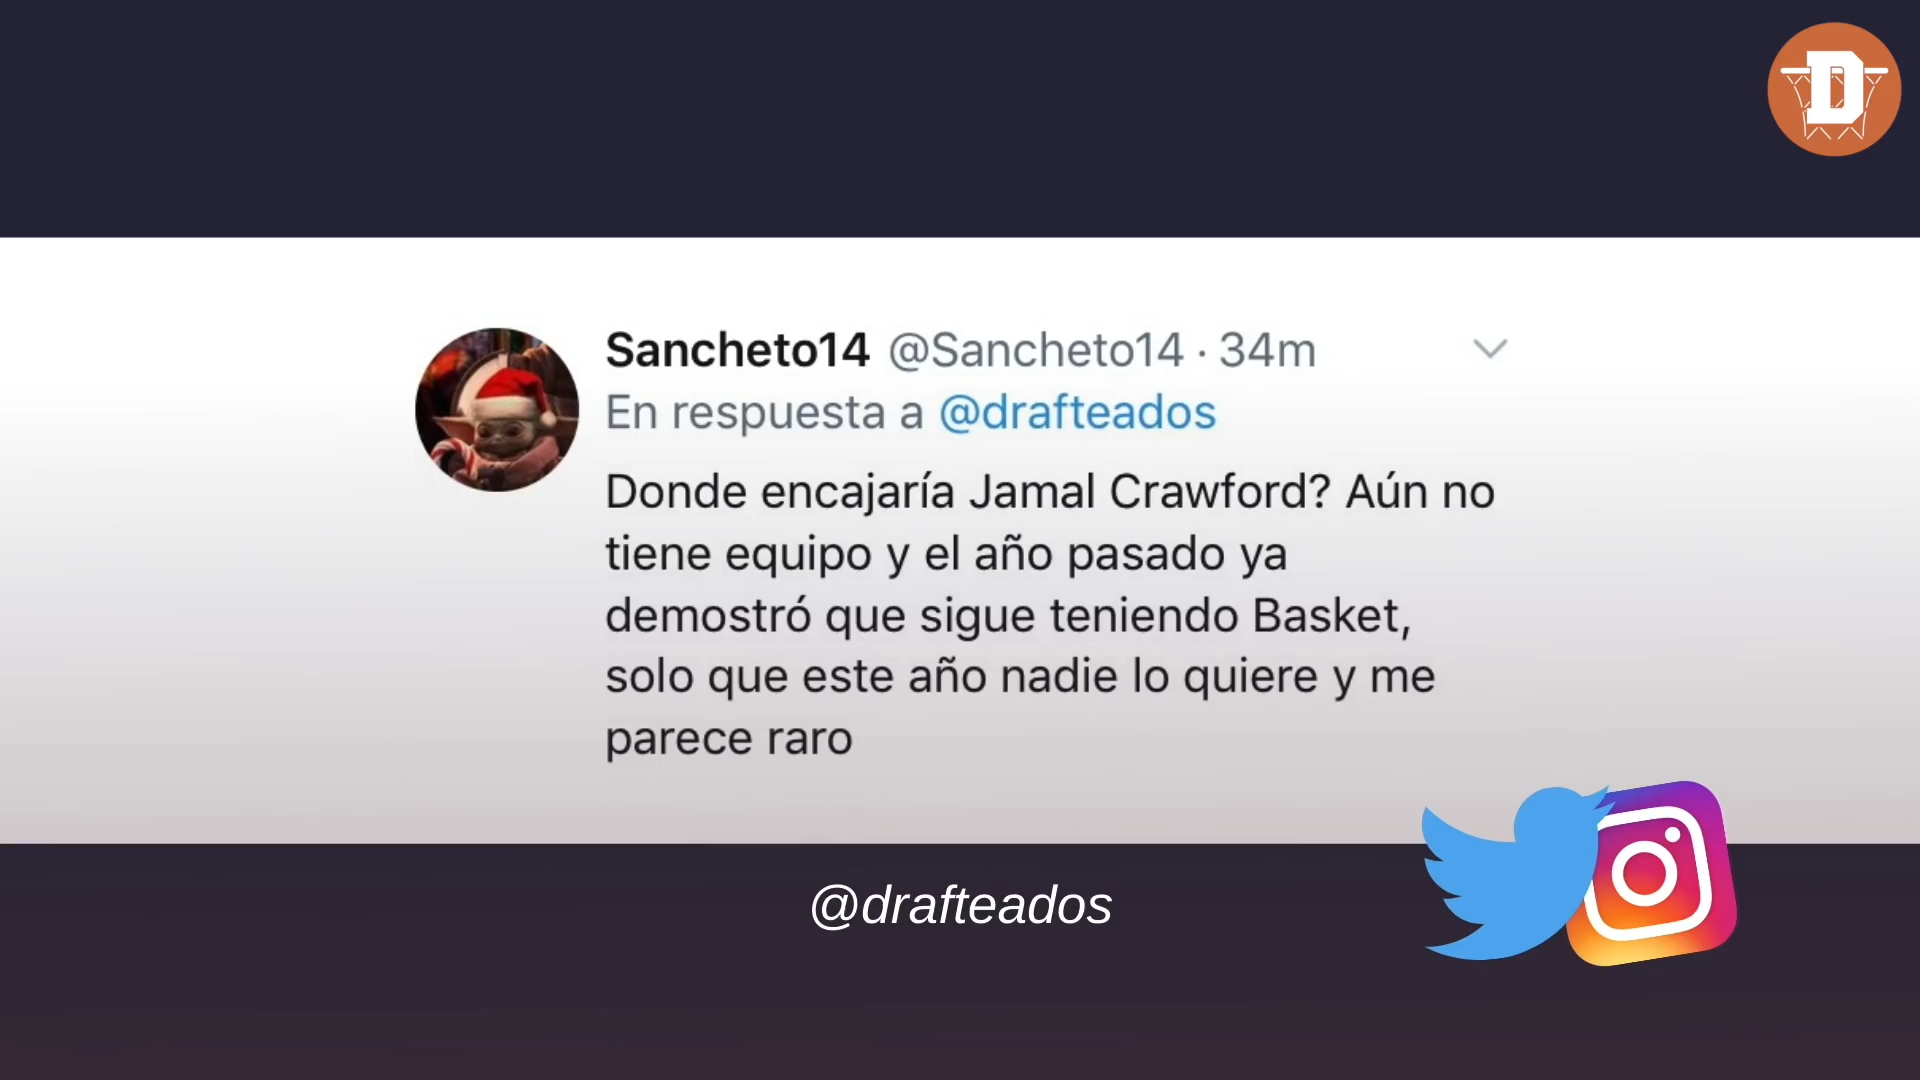 D
Sancheto14 @Sancheto14 · 34m
En respuesta a @drafteados
Donde encajaría Jamal Crawford? Aún no
tiene equipo y el año pasado ya
demostró que sigue teniendo Basket,
solo que este año nadie lo quiere y me
parece raro
@drafteados